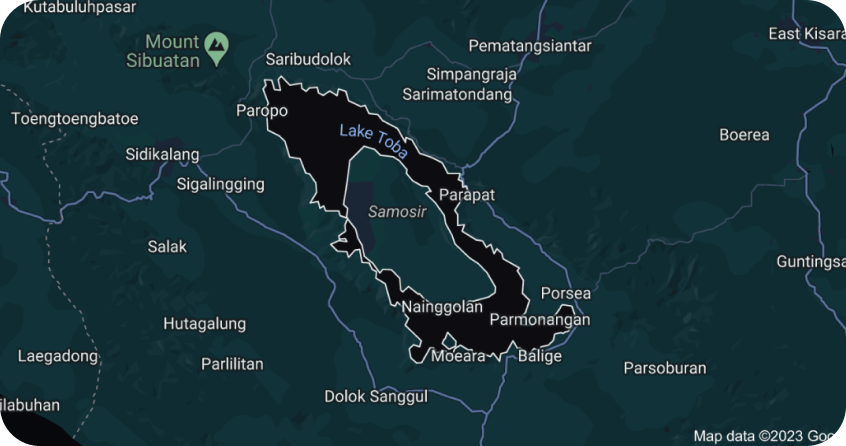 Kutabuluhpasar
East Kisara
Mount
Sibuatan
Pematangsiantar
Saribudolok
Simpangraja
Sarimatondang
Paropo
Toengtoengbatoe
Lake Toba
Boerea
Sidikalang
Sigalingging
Parapat
Samosir
Salak
Guntingsa
Porsea
Nainggolan
Parmonangan
Hutagalung
Laegadong
Parlilitan
Moeara
Balige
Parsoburan
Dolok Sanggul
ilabuhan
Map data ©2023 Goo